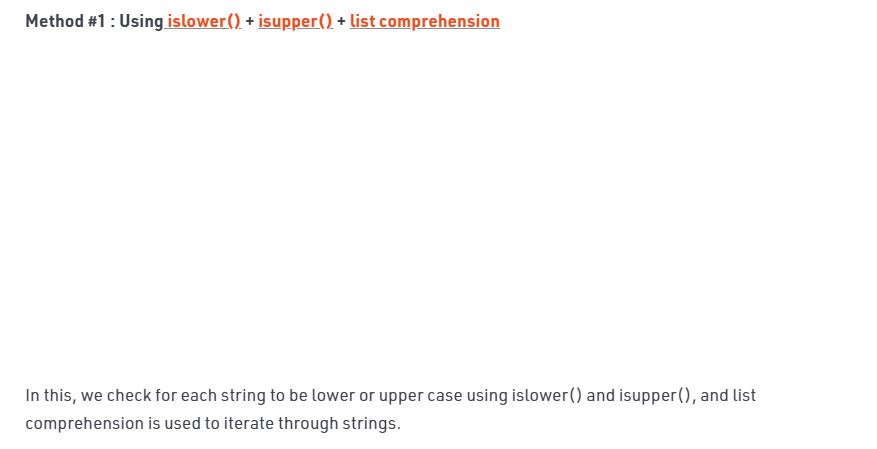 Method #1 : Using islower() + isupper() + list comprehension
In this, we check for each string to be lower or upper case using islower() and isupper(), and list
comprehension is used to iterate through strings.